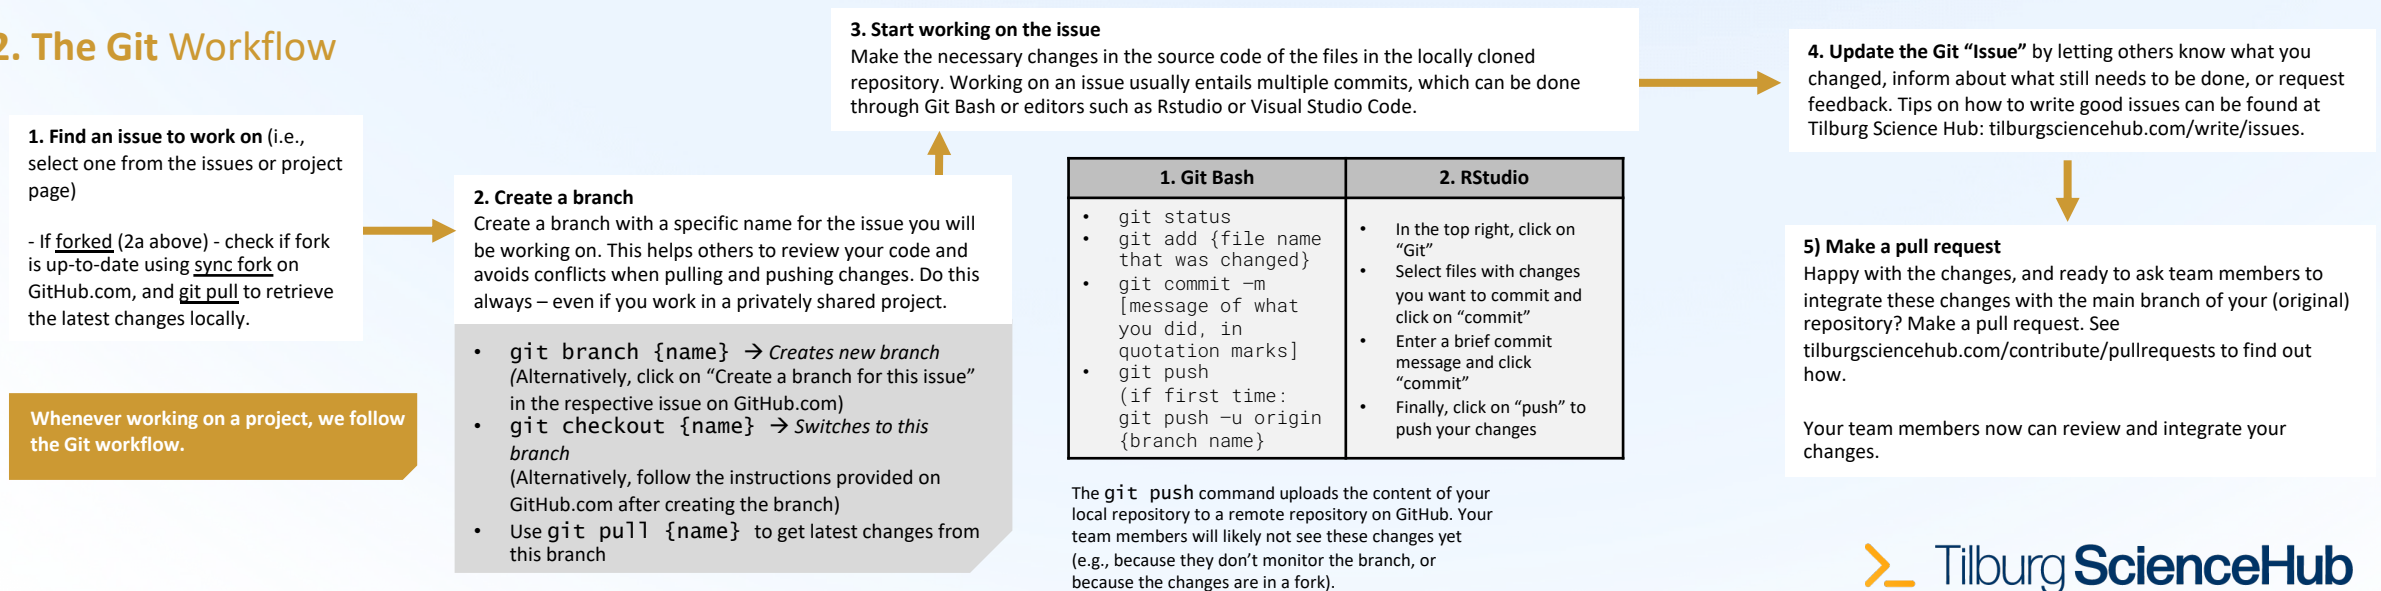 2. The Git Workflow
1. Find an issue to work on (i.e.,
select one from the issues or project
page)
- If forked (2a above) - check if fork
is up-to-date using sync fork on
GitHub.com, and git pull to retrieve
the latest changes locally.
Whenever working on a project, we follow
the Git workflow.
2. Create a branch
Create a branch with a specific name for the issue you will
be working on. This helps others to review your code and
avoids conflicts when pulling and pushing changes. Do this
always – even if you work in a privately shared project.
• git branch {name} → Creates new branch
(Alternatively, click on “Create a branch for this issue”
in the respective issue on GitHub.com)
• git checkout {name} → Switches to this
branch
(Alternatively, follow the instructions provided on
GitHub.com after creating the branch)
• Use git pull {name} to get latest changes from
this branch
3. Start working on the issue
Make the necessary changes in the source code of the files in the locally cloned
repository. Working on an issue usually entails multiple commits, which can be done
through Git Bash or editors such as Rstudio or Visual Studio Code.
1. Git Bash
• git status
• git add {file name
that was changed}
• git commit –m
[message of what
you did, in
quotation marks]
• git push
(if first time:
git push –u origin
{branch name}
2. RStudio
• In the top right, click on
“Git”
• Select files with changes
you want to commit and
click on “commit”
• Enter a brief commit
message and click
“commit”
• Finally, click on “push” to
push your changes
The git push command uploads the content of your
local repository to a remote repository on GitHub. Your
team members will likely not see these changes yet
(e.g., because they don’t monitor the branch, or
because the changes are in a fork).
4. Update the Git “Issue” by letting others know what you
changed, inform about what still needs to be done, or request
feedback. Tips on how to write good issues can be found at
Tilburg Science Hub: tilburgsciencehub.com/write/issues.
5) Make a pull request
Happy with the changes, and ready to ask team members to
integrate these changes with the main branch of your (original)
repository? Make a pull request. See
tilburgsciencehub.com/contribute/pullrequests to find out
how.
Your team members now can review and integrate your
changes.
Tilburg ScienceHub